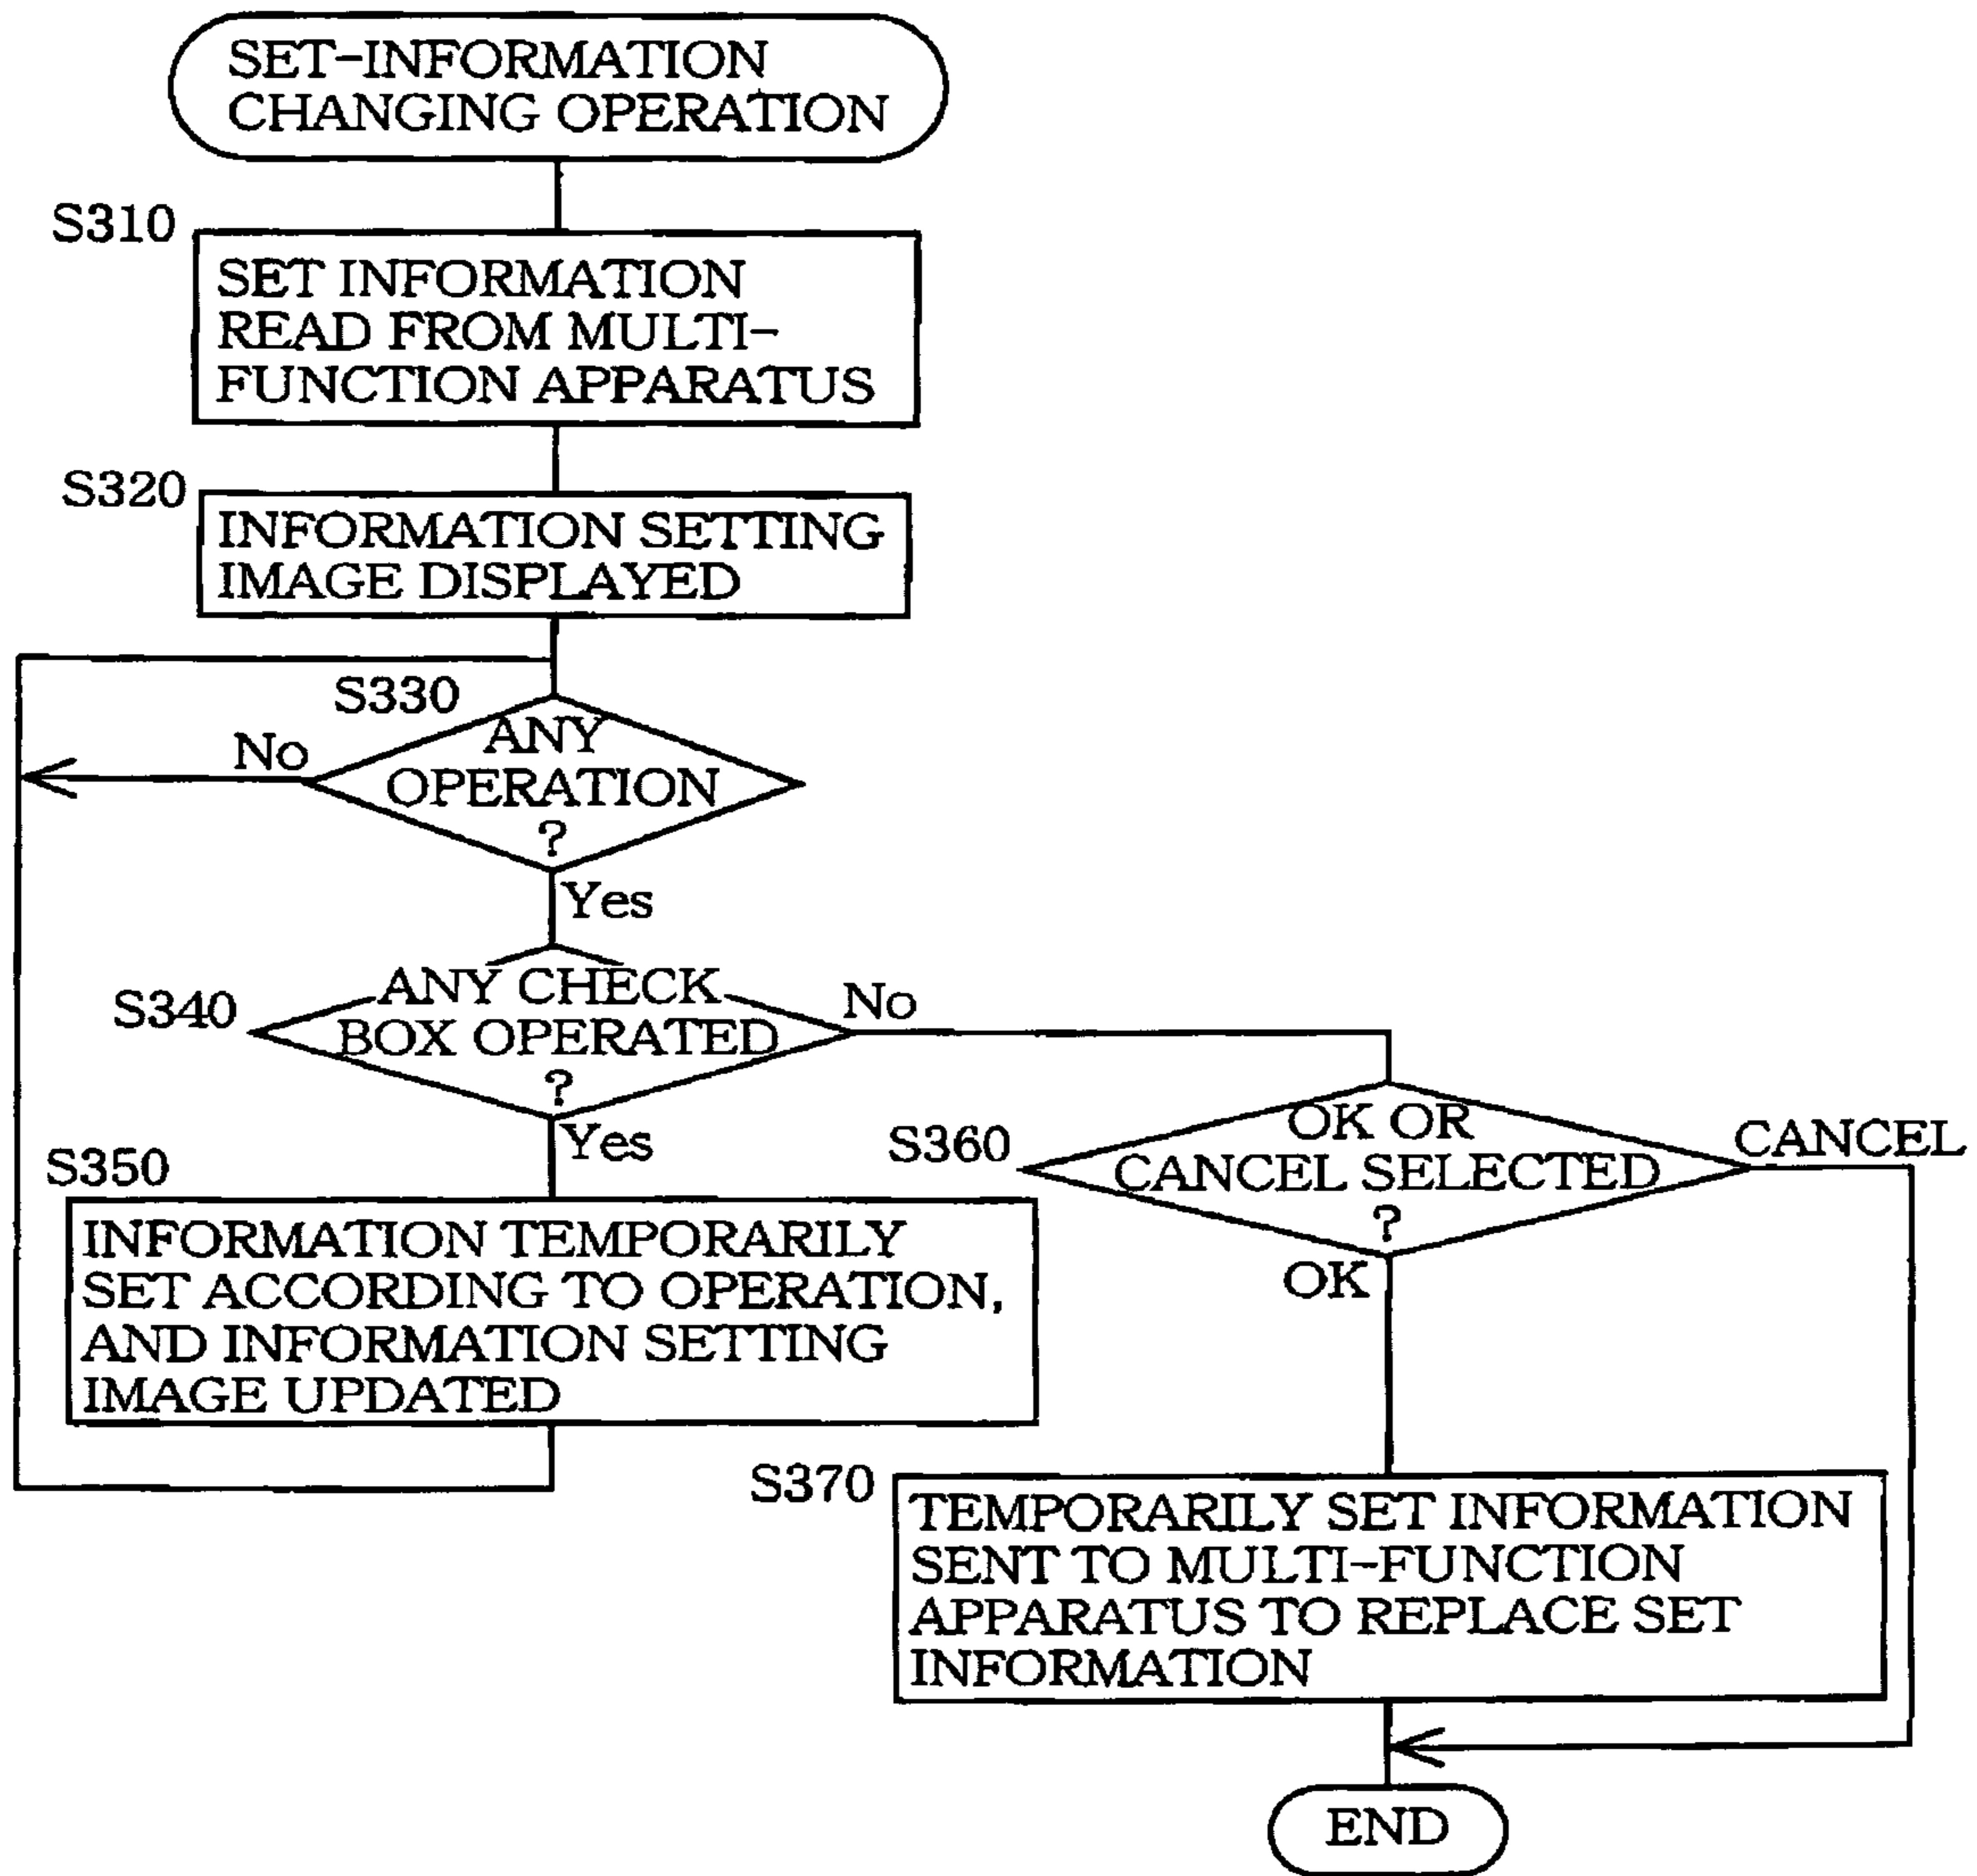 SET-INFORMATION
CHANGING OPERATION
S310
SET INFORMATION
READ FROM MULTI-
FUNCTION APPARATUS
S320
INFORMATION SETTING
IMAGE DISPLAYED
S330
No
ANY
OPERATION
?
Yes
S340
ANY CHECK
BOX OPERATED
?
No
Yes
S350
INFORMATION TEMPORARILY
SET ACCORDING TO OPERATION,
AND INFORMATION SETTING
IMAGE UPDATED
S360
OK OR
CANCEL SELECTED
?
CANCEL
OK
S370
TEMPORARILY SET INFORMATION
SENT TO MULTI-FUNCTION
APPARATUS TO REPLACE SET
INFORMATION
END